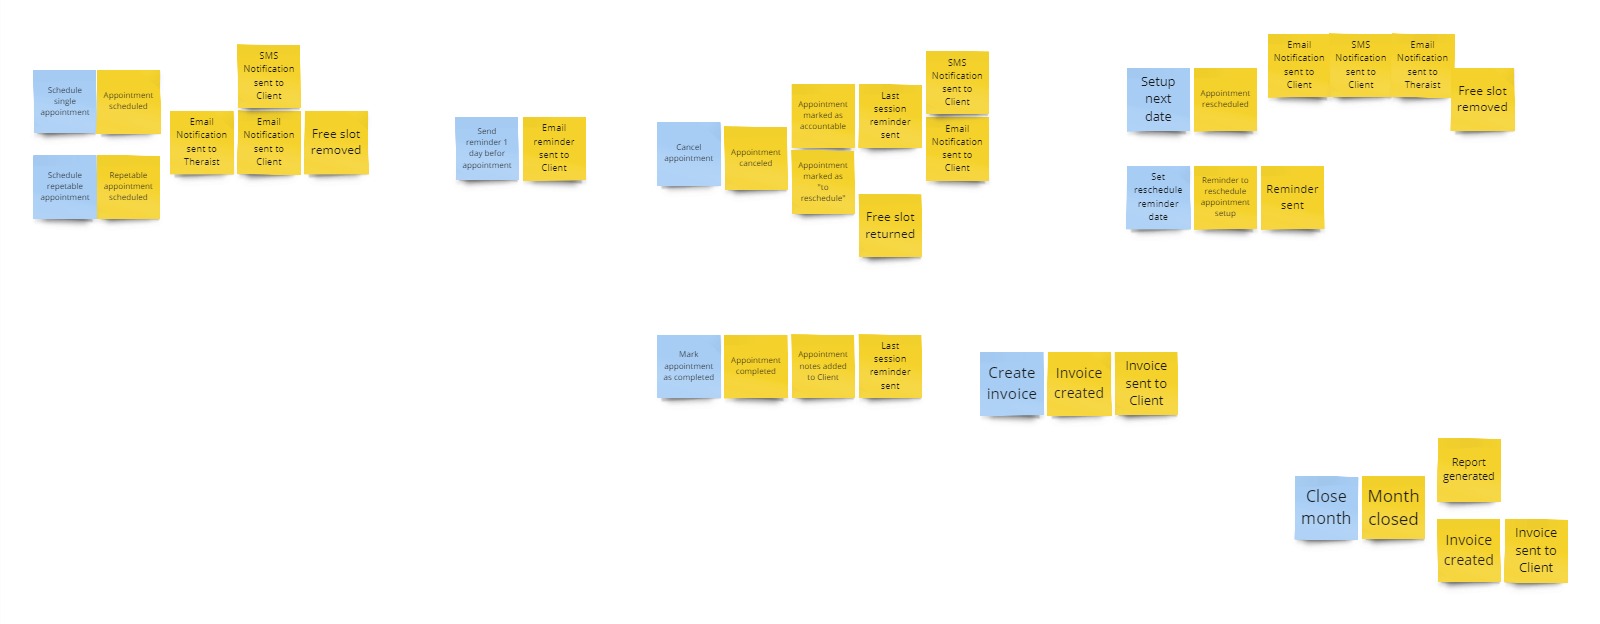 Schedule
single
appointment
Appointment
scheduled
SMS
Notification
sent to
Client
Email
Notification
sent to
Theraist
Email
Notification
sent to
Client
Free slot
removed
Schedule
repetable
appointment
Repetable
appointment
scheduled
Send
reminder 1
day befor
appointment
Email
reminder
sent to
Client
Cancel
appointment
Appointment
canceled
Appointment
marked as
accountable
Last
session
reminder
sent
SMS
Notification
sent to
Client
Email
Notification
sent to
Client
Appointment
marked as
"to
reschedule"
Free slot
returned
Setup
next
date
Appointment
rescheduled
Email
Notification
sent to
Client
SMS
Notification
sent to
Client
Email
Notification
sent to
Theraist
Free slot
removed
Set
reschedule
reminder
date
Reminder to
reschedule
appointment
setup
Reminder
sent
Mark
appointment
as completed
Appointment
completed
Appointment
notes added
to Client
Last
session
reminder
sent
Create
invoice
Invoice
created
Invoice
sent to
Client
Close
month
Month
closed
Report
generated
Invoice
created
Invoice
sent to
Client